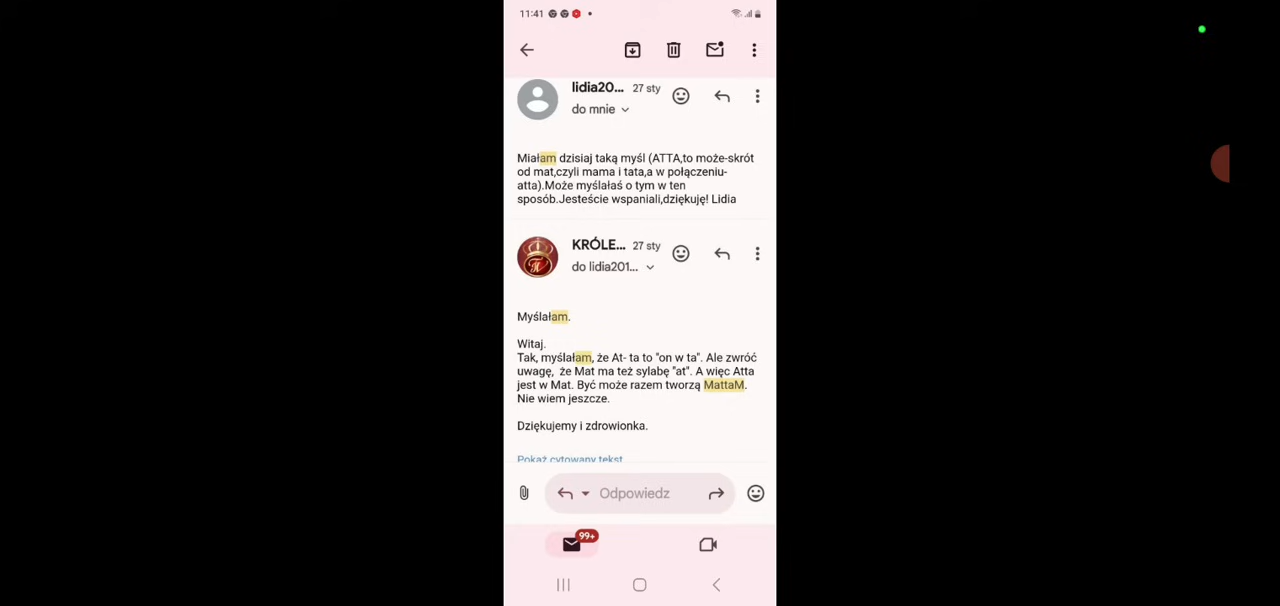 11:41
lidia20... 27 sty
do mnie
Miałam dzisiaj taką myśl (ATTA,to może-skrót
od mat,czyli mama i tata,a w połączeniu-
atta).Może myślałaś o tym w ten
sposób.Jesteście wspaniali,dziękuję! Lidia
KRÓLE... 27 sty
do lidia201...
Myślałam.
Witaj.
Tak, myślałam, że At- ta to "on w ta". Ale zwróć
uwagę, że Mat ma też sylabę "at". A więc Atta
jest w Mat. Być może razem tworzą MattaM.
Nie wiem jeszcze.
Dziękujemy i zdrowionka.
Pokaż cytowany tekst
Odpowiedz
99+